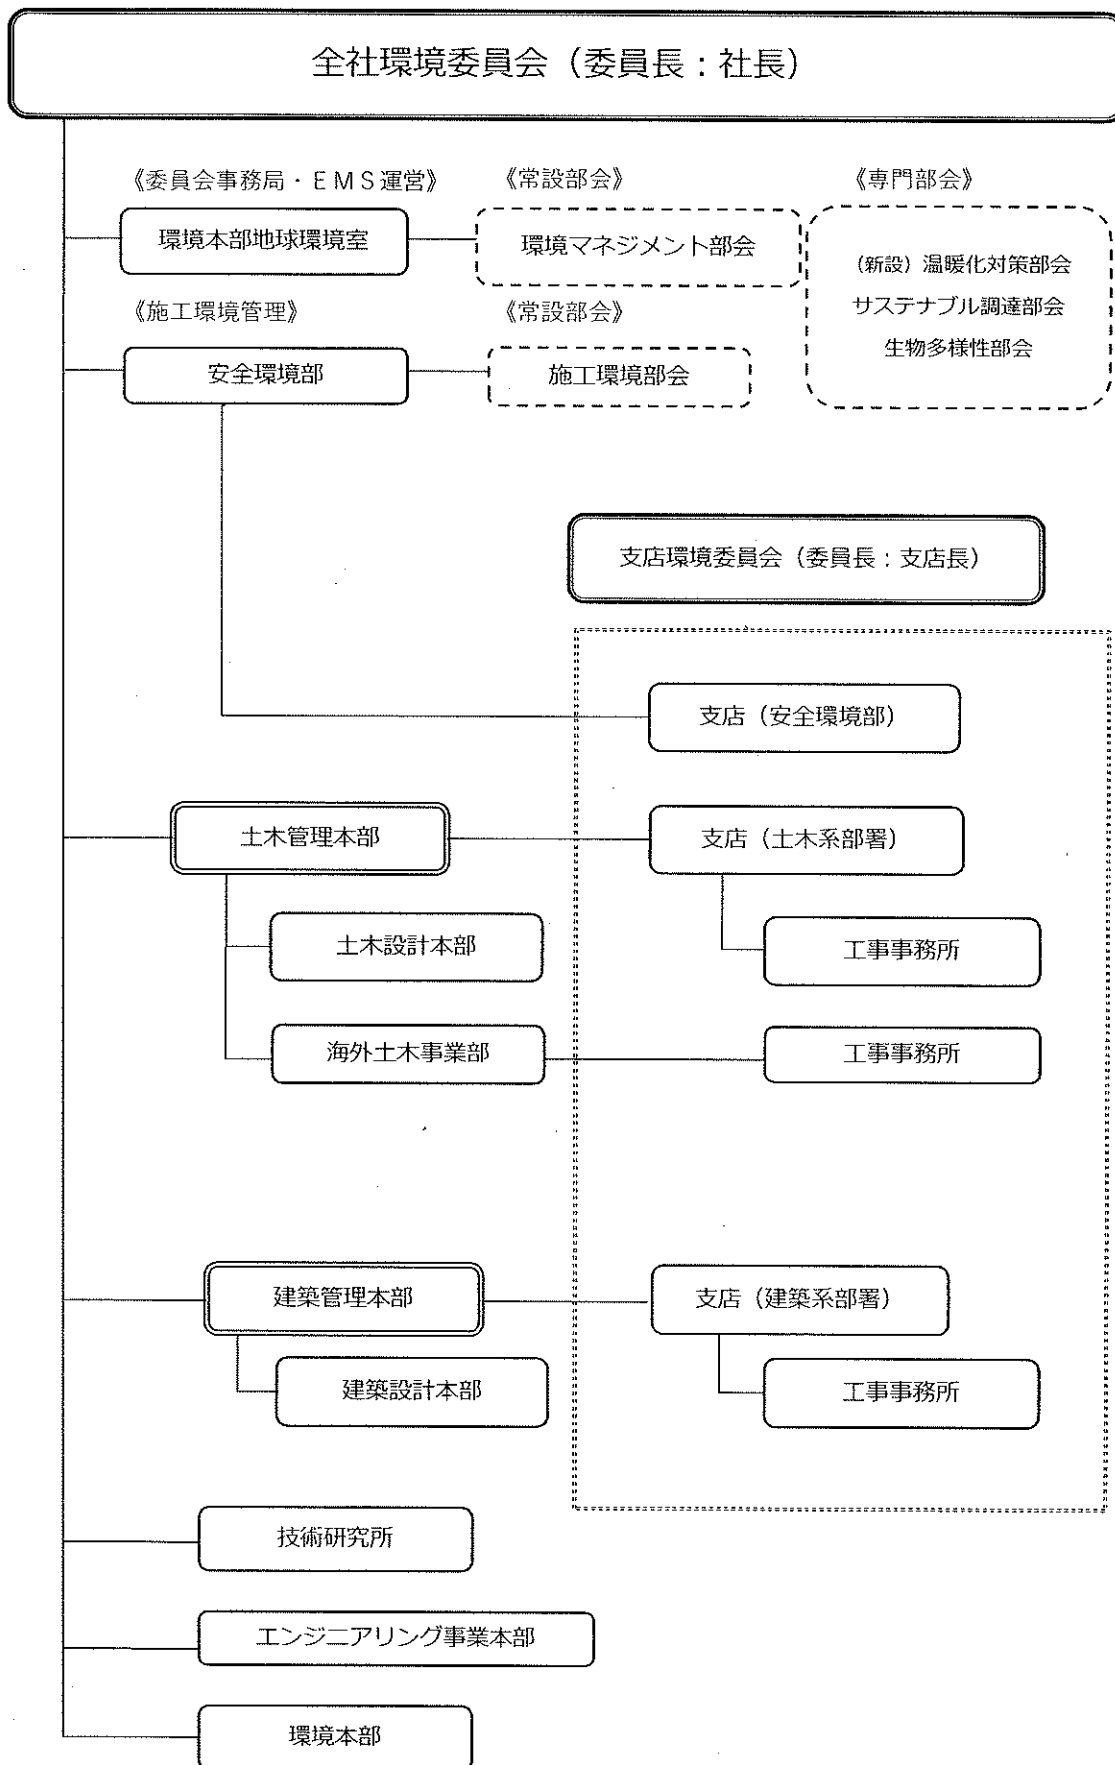 全社環境委員会（委員長：社長）
《委員会事務局・ＥＭＳ運営》
《常設部会》
《専門部会》
環境本部地球環境室
環境マネジメント部会
（新設）温暖化対策部会
サステナブル調達部会
生物多様性部会
《施工環境管理》
《常設部会》
安全環境部
施工環境部会
支店環境委員会（委員長：支店長）
支店（安全環境部）
土木管理本部
支店（土木系部署）
土木設計本部
工事事務所
海外土木事業部
工事事務所
建築管理本部
支店（建築系部署）
建築設計本部
工事事務所
技術研究所
エンジニアリング事業本部
環境本部